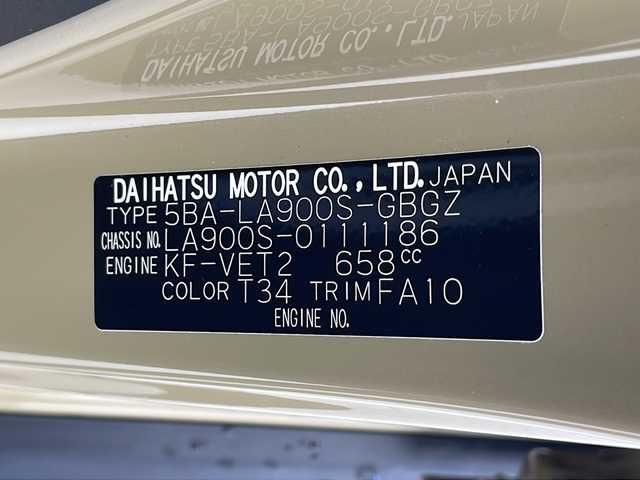 DAIHATSU MOTOR CO., LTD. JAPAN
TYPE 5BA-LA900S-GBGZ
CHASSIS NO. LA900S-0111186
ENGINE KF-VET2 658CC
COLOR T34 TRIM FA10
ENGINE NO.